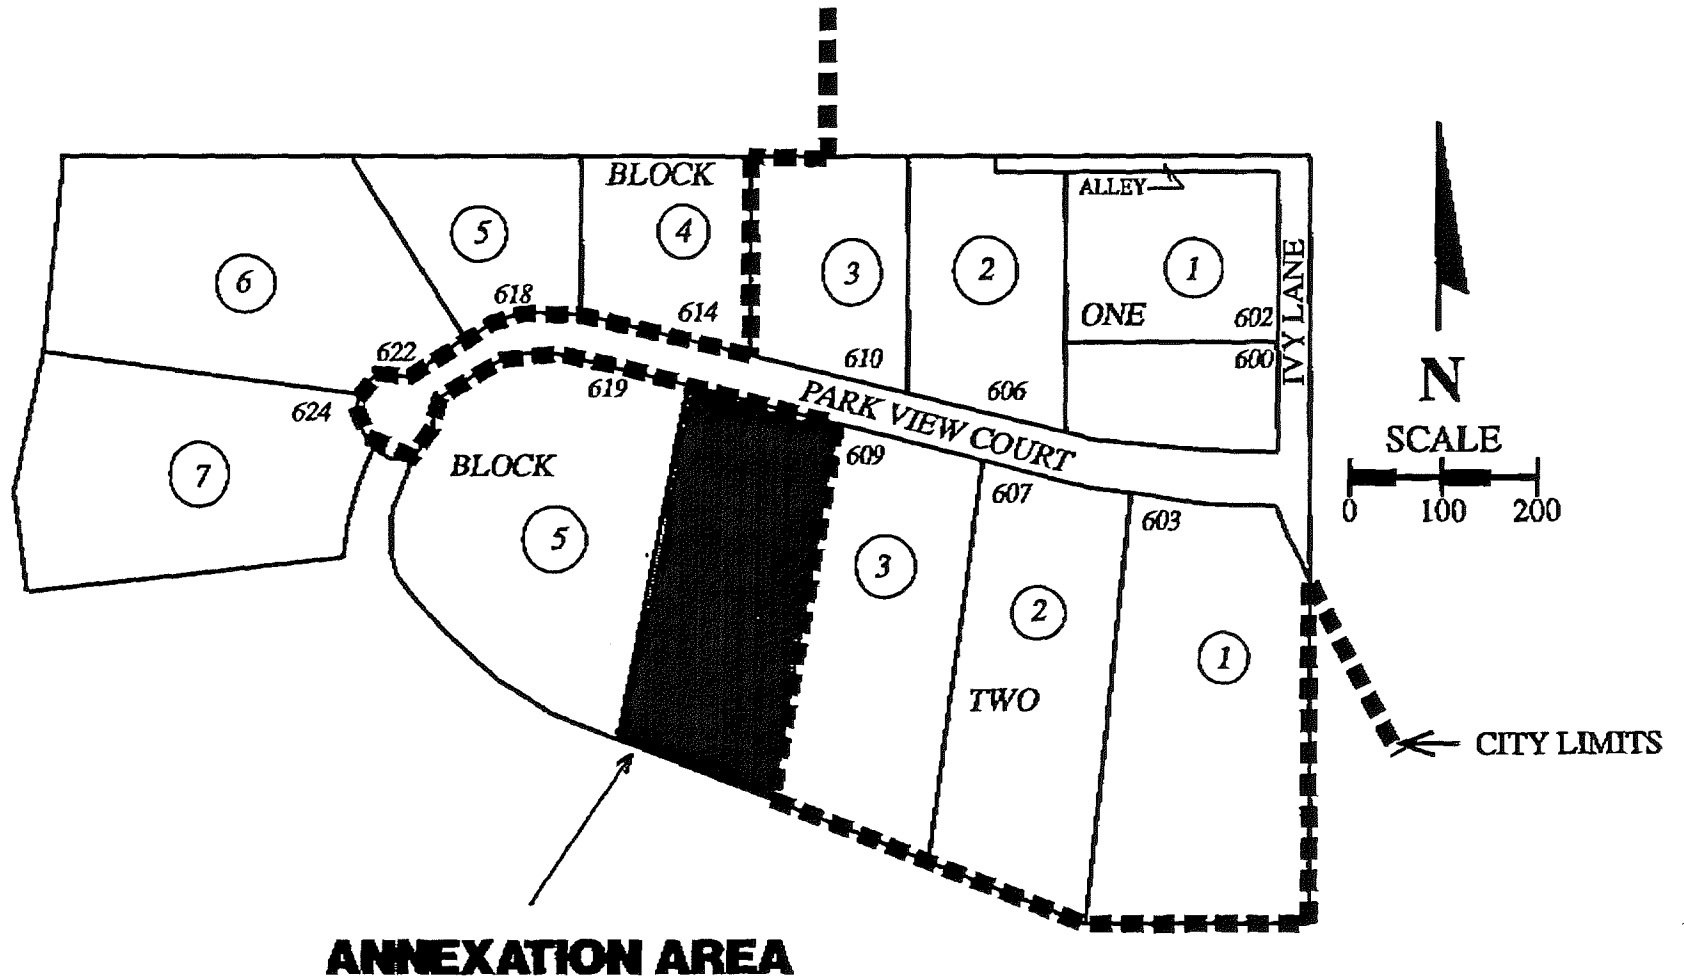 BLOCK
ALLEY
6
5
4
3
2
1
618
614
ONE
602
622
610
600
IVY LANE
606
624
619
PARK VIEW COURT
N
SCALE
0 100 200
7
BLOCK
609
607
603
5
3
2
1
TWO
CITY LIMITS
ANNEXATION AREA